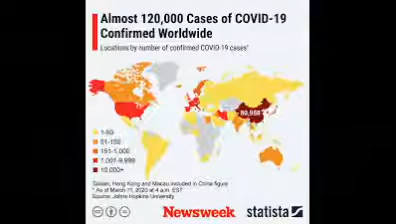 Almost 120,000 Cases of COVID-19
Confirmed Worldwide
Locations by number of confirmed COVID-19 cases*
80,955
1-50
51-150
151-1,000
1,001-9,999
10,000+
Taiwan, Hong Kong and Macau included in China figure
* As of March 11, 2020 at 4 a.m. EST
Source: Johns Hopkins University
Newsweek
statista